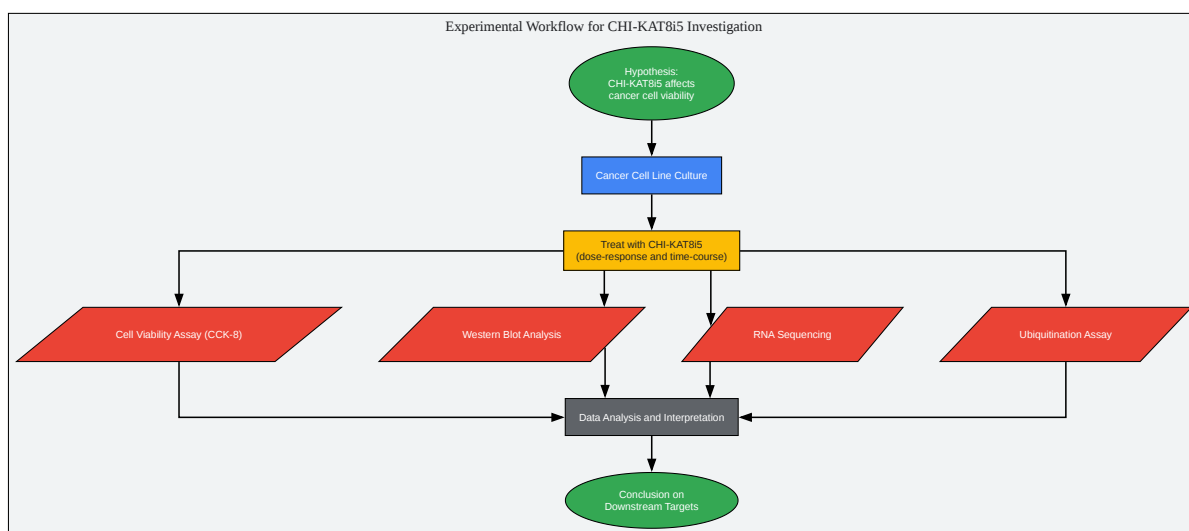 Experimental Workflow for CHI-KAT8i5 Investigation
Hypothesis:
CHI-KAT8i5 affects
cancer cell viability
Cancer Cell Line Culture
Treat with CHI-KAT8i5
(dose-response and time-course)
Cell Viability Assay (CCK-8)
Western Blot Analysis
RNA Sequencing
Ubiquitination Assay
Data Analysis and Interpretation
Conclusion on
Downstream Targets